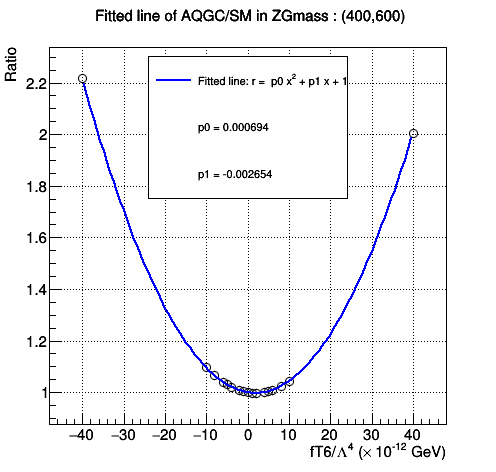 Fitted line of AQGC/SM in ZGmass : (400,600)
Ratio
Fitted line: r = p0 x² + p1 x + 1
p0 = 0.000694
p1 = -0.002654
2.2
2
1.8
1.6
1.4
1.2
1
−40 −30 −20 −10 0 10 20 30 40
fT6/Λ⁴ (× 10⁻¹² GeV)